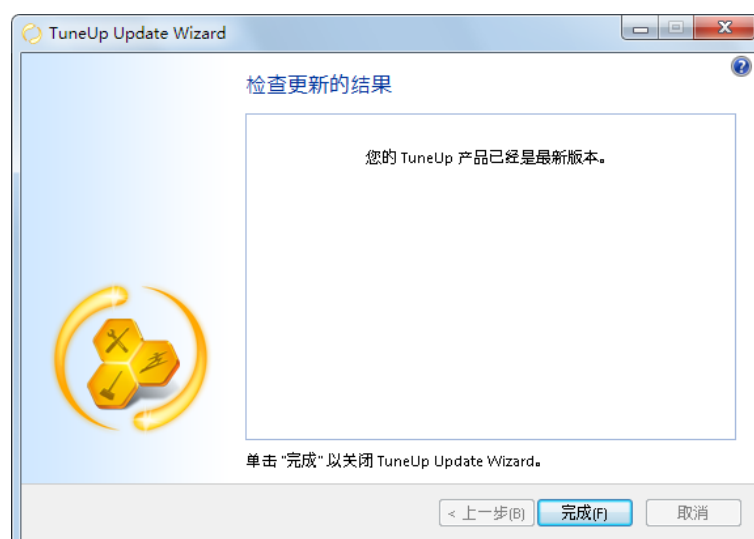 TuneUp Update Wizard
检查更新的结果
您的 TuneUp 产品已经是最新版本。
单击 "完成" 以关闭 TuneUp Update Wizard。
< 上一步(B)
完成(F)
取消